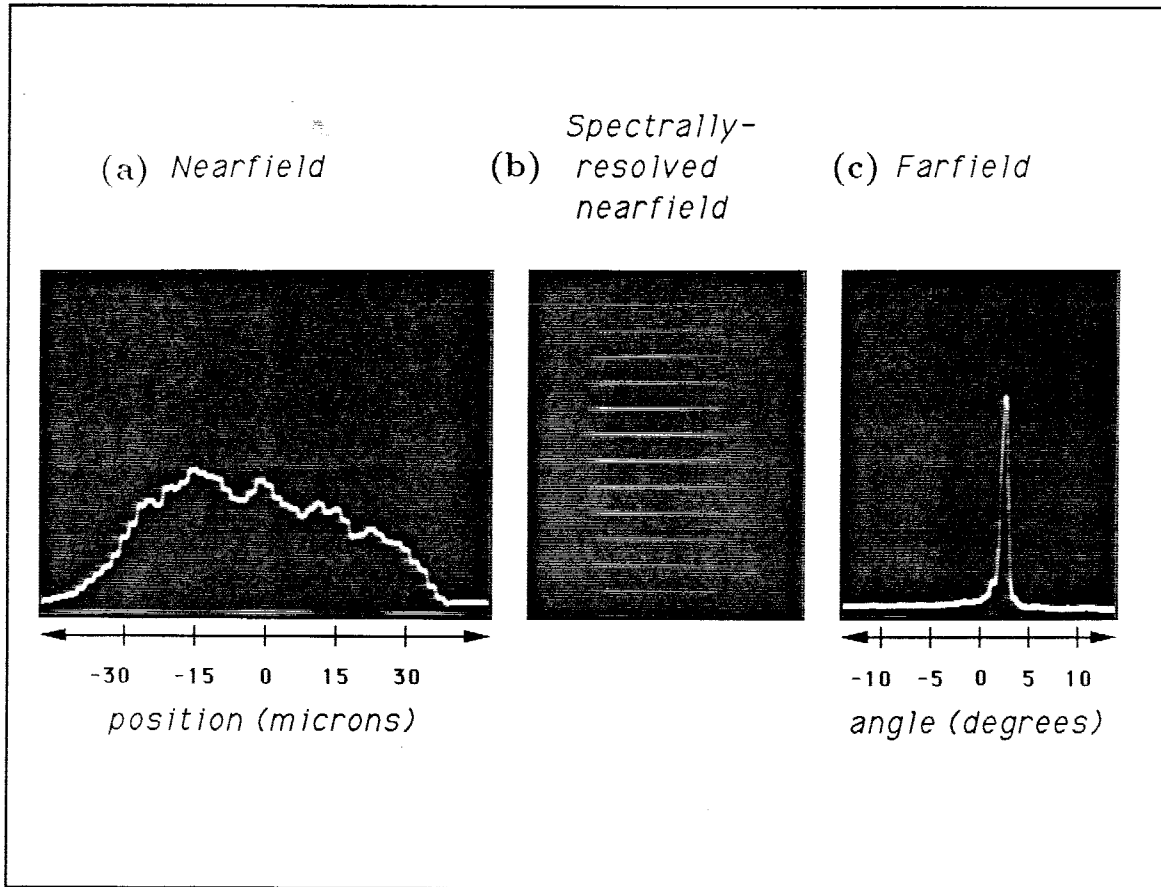 (a) Nearfield
(b) Spectrally-
resolved
nearfield
(c) Farfield
-30 -15 0 15 30
position (microns)
-10 -5 0 5 10
angle (degrees)